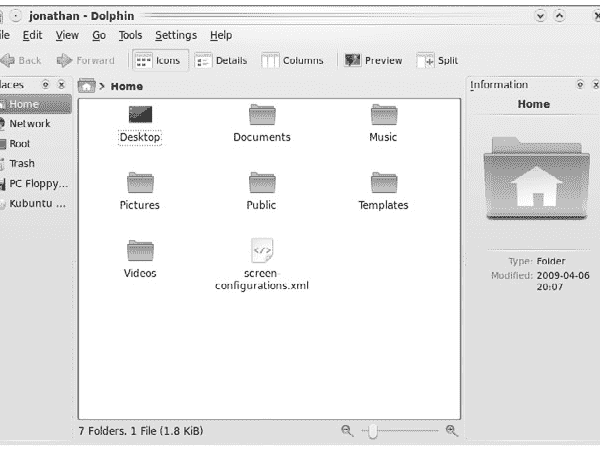 jonathan - Dolphin
ile Edit View Go Tools Settings Help
Back Forward Icons Details Columns Preview Split
laces
Home
Network
Root
Trash
PC Floppy...
Kubuntu ...
> Home
Desktop Documents Music
Pictures Public Templates
Videos screen-
configurations.xml
7 Folders, 1 File (1.8 KiB)
Information
Home
Type: Folder
Modified: 2009-04-06
20:07